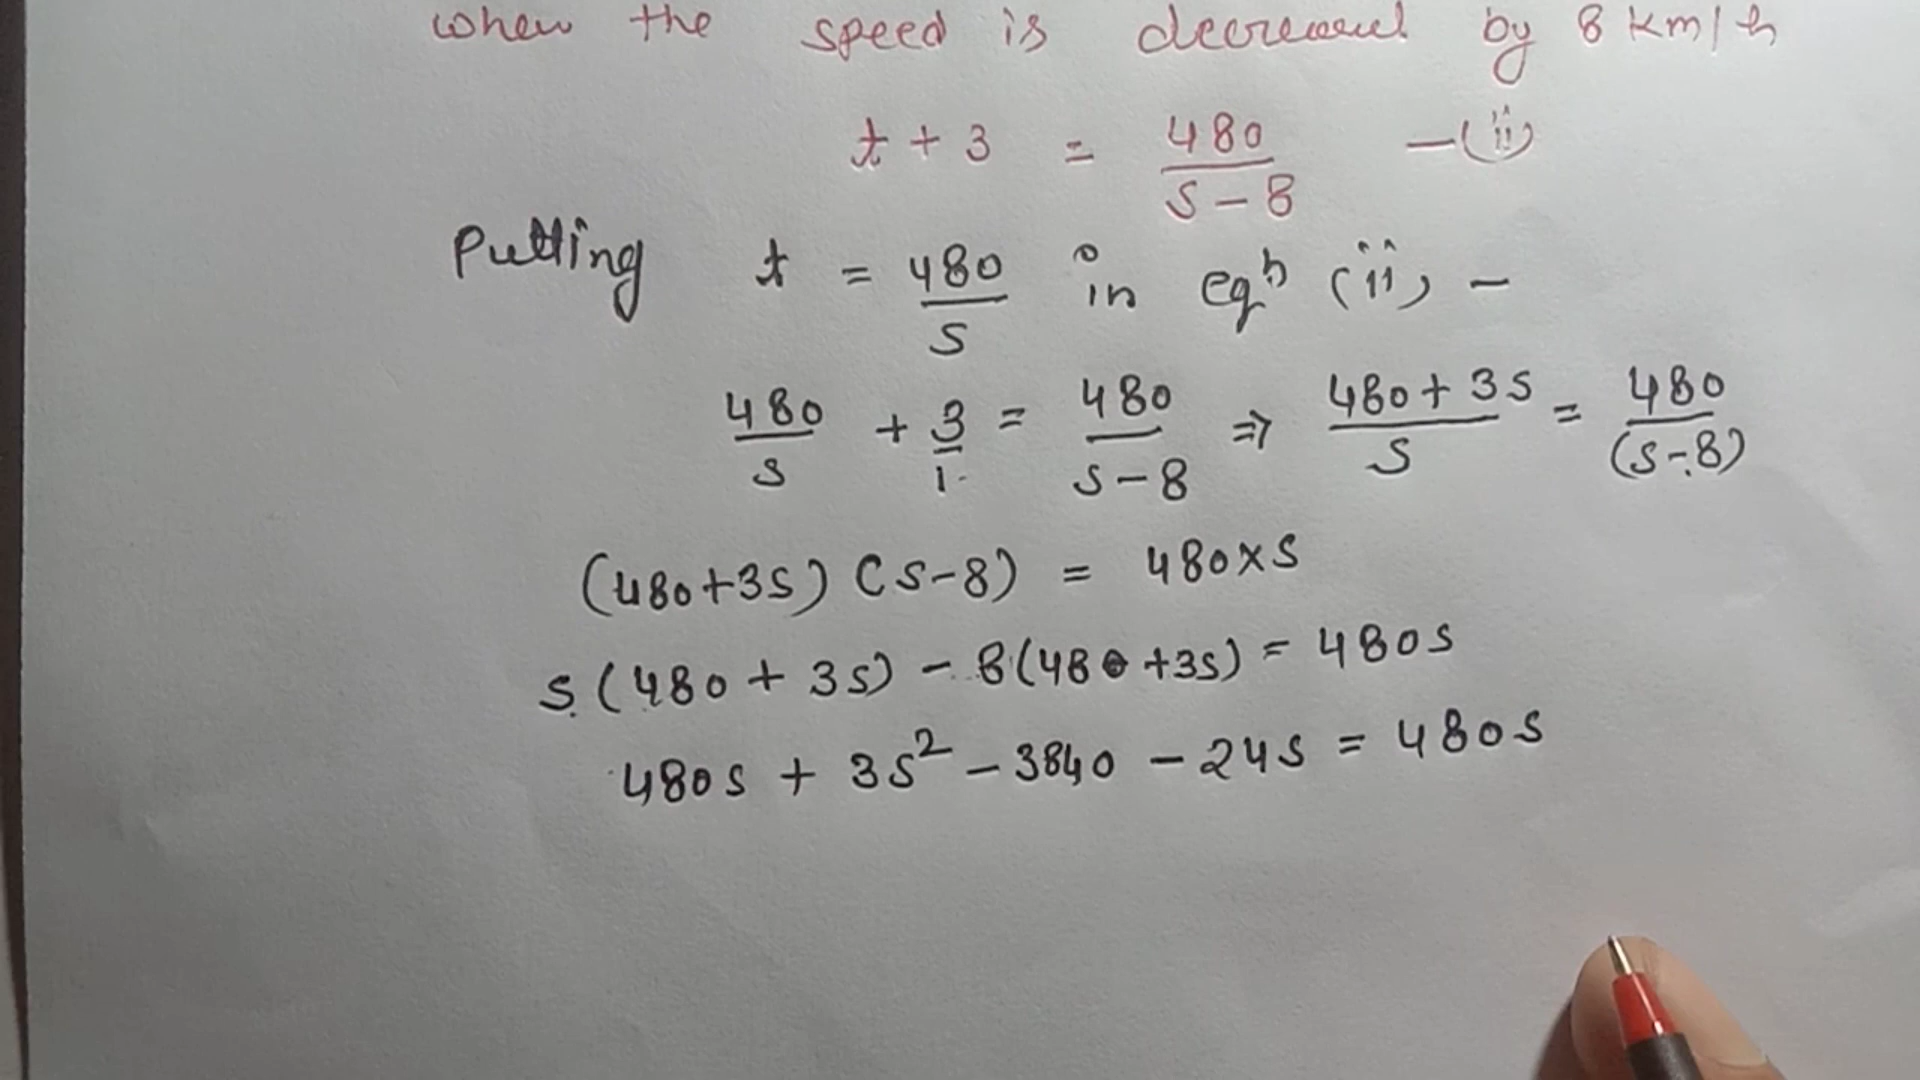 when the speed is decreased by 8 km/h
t + 3 = 480/(s-8) -(ii)
Putting t = 480/s in eqn (ii) -
480/s + 3/1 = 480/(s-8) ⇒ (480+3s)/s = 480/(s-8)
(480+3s) (s-8) = 480×s
s(480+3s) - 8(480+3s) = 480s
480s + 3s² - 3840 - 24s = 480s